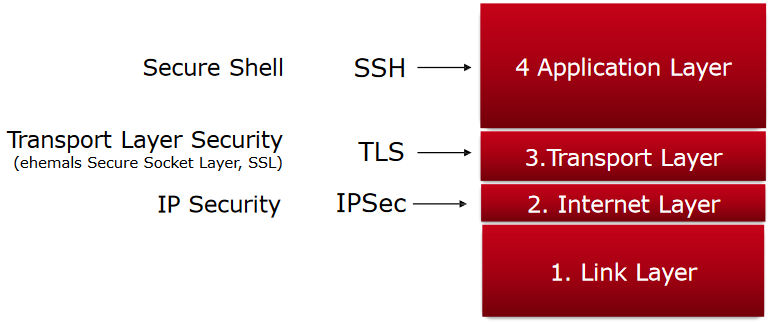 Secure Shell SSH 4 Application Layer
Transport Layer Security
(ehemals Secure Socket Layer, SSL) TLS 3.Transport Layer
IP Security IPSec 2. Internet Layer
1. Link Layer